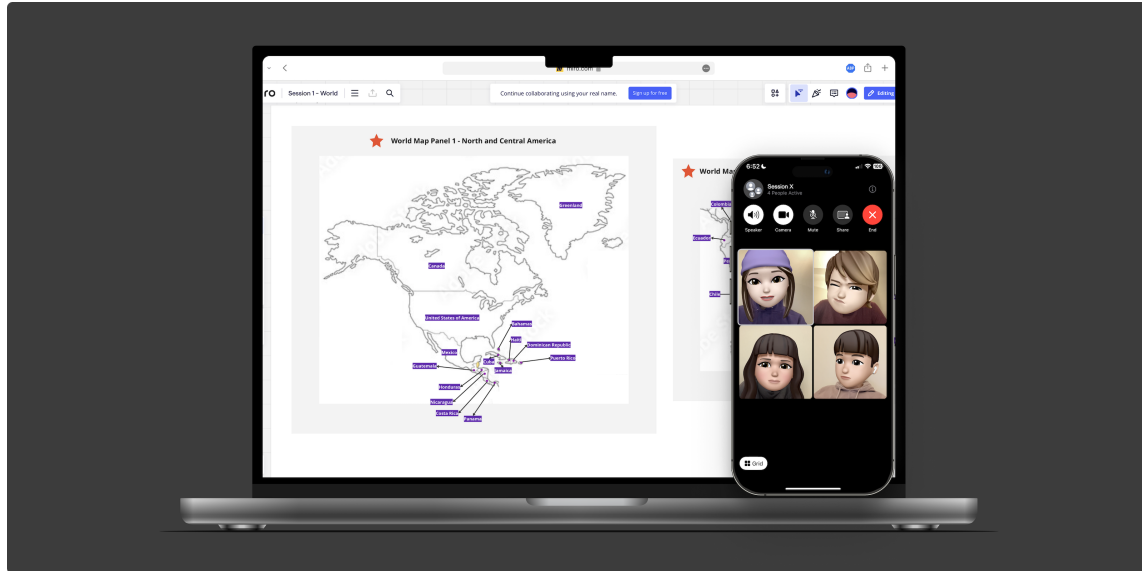 miro.com
ro
Session 1 - World
Continue collaborating using your real name.
Sign up for free
Editing
World Map Panel 1 - North and Central America
Greenland
Canada
United States of America
Bahamas
Mexico
Haiti
Dominican Republic
Cuba
Puerto Rico
Guatemala
Jamaica
Honduras
Nicaragua
Costa Rica
Panama
World Ma
Colombia
Ecuador
Pe
Chile
6:52
Session X
4 People Active
Speaker
Camera
Mute
Share
End
Grid